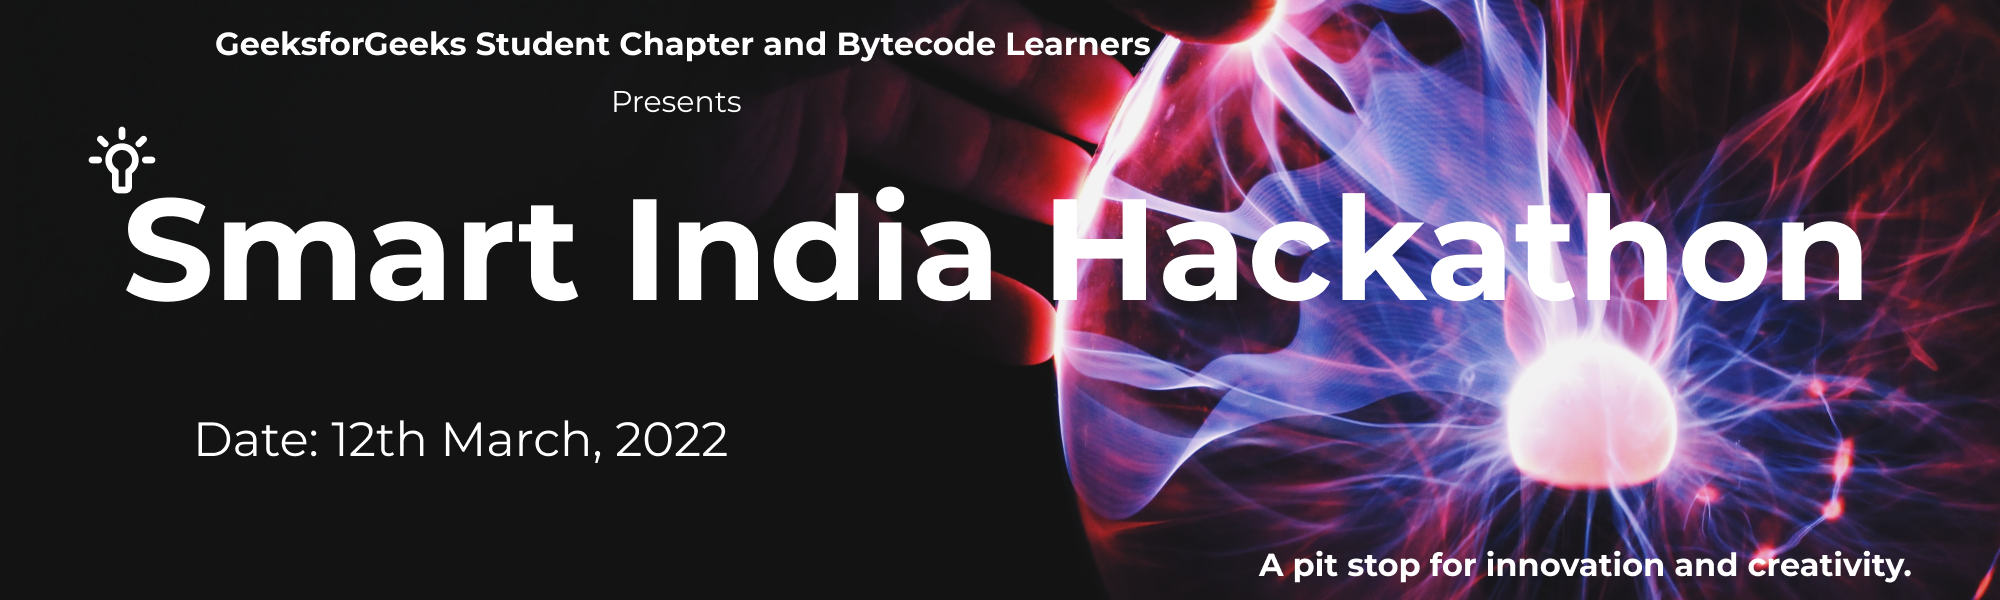 GeeksforGeeks Student Chapter and Bytecode Learners
Presents
Smart India Hackathon
Date: 12th March, 2022
A pit stop for innovation and creativity.